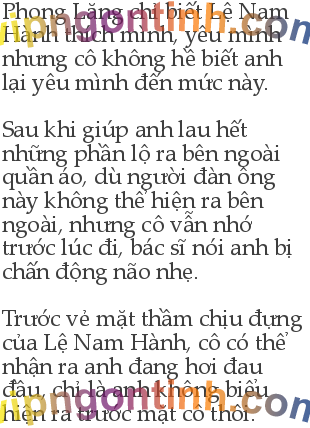 Phong Lăng chỉ biết Lệ Nam
Hành thích mình, yêu mình
nhưng cô không hề biết anh
lại yêu mình đến mức này.
Sau khi giúp anh lau hết
những phần lộ ra bên ngoài
quần áo, dù người đàn ông
này không thể hiện ra bên
ngoài, nhưng cô vẫn nhớ
trước lúc đi, bác sĩ nói anh bị
chấn động não nhẹ.
Trước vẻ mặt thầm chịu đựng
của Lệ Nam Hành, cô có thể
nhận ra anh đang hơi đau
đầu, chỉ là anh không biểu
hiện ra trước mặt cô thôi.
vipngontinh.com
vipngontinh.com